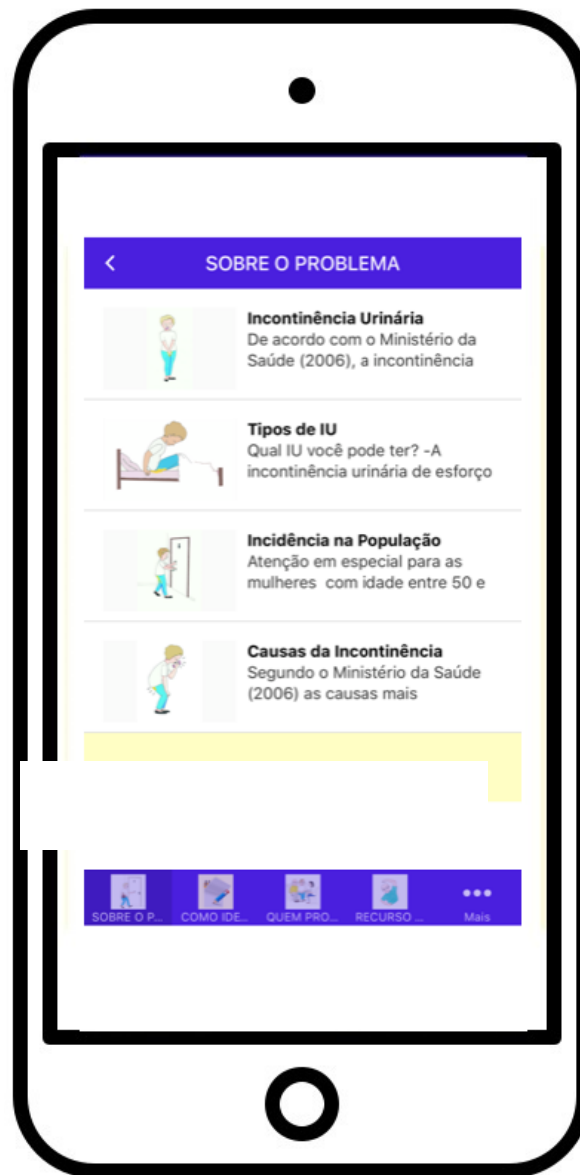 SOBRE O PROBLEMA
Incontinência Urinária
De acordo com o Ministério da
Saúde (2006), a incontinência
Tipos de IU
Qual IU você pode ter? -A
incontinência urinária de esforço
Incidência na População
Atenção em especial para as
mulheres com idade entre 50 e
Causas da Incontinência
Segundo o Ministério da Saúde
(2006) as causas mais
SOBRE O P... COMO IDE... QUEM PRO... RECURSO ... Mais